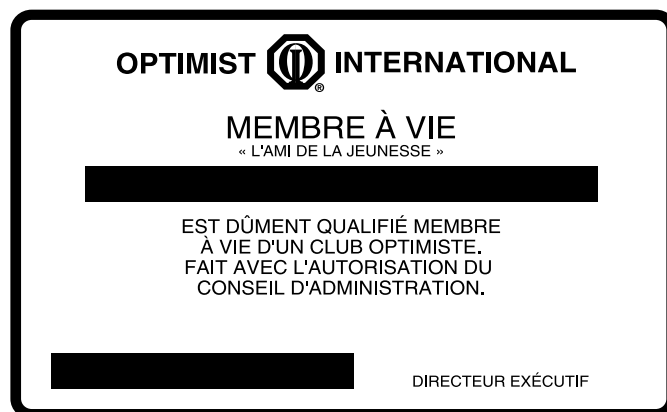 OPTIMIST INTERNATIONAL
®
MEMBRE À VIE
« L'AMI DE LA JEUNESSE »
EST DÛMENT QUALIFIÉ MEMBRE
À VIE D'UN CLUB OPTIMISTE.
FAIT AVEC L'AUTORISATION DU
CONSEIL D'ADMINISTRATION.
DIRECTEUR EXÉCUTIF